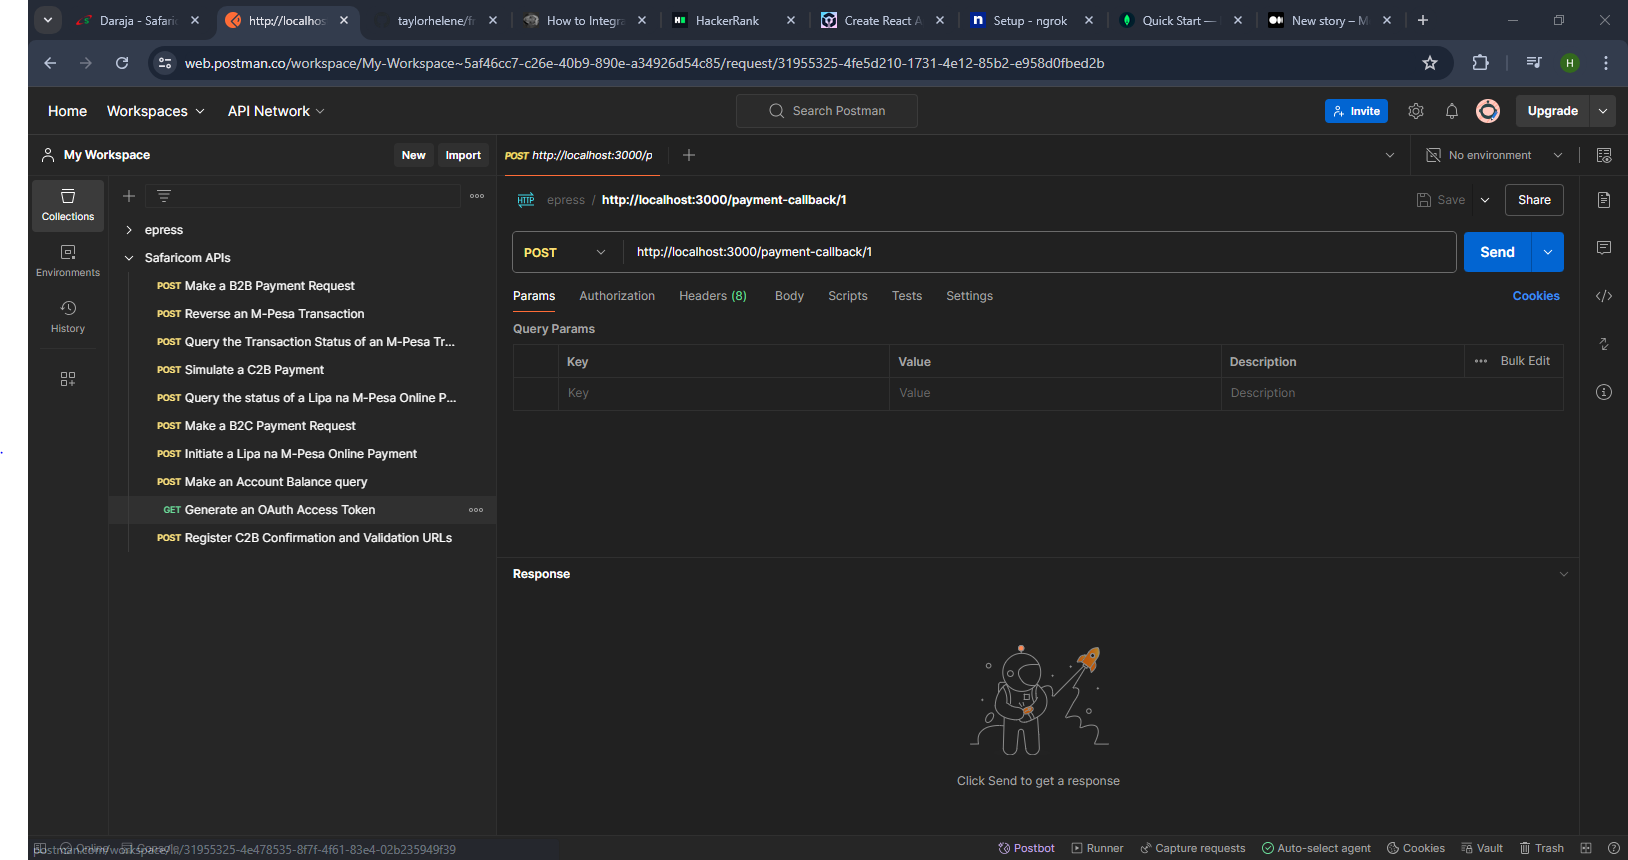 Daraja - Safaric
http://localhos
taylorhelene/fr
How to Integra
HackerRank
Create React A
Setup - ngrok
Quick Start —
New story – M
web.postman.co/workspace/My-Workspace~5af46cc7-c26e-40b9-890e-a34926d54c85/request/31955325-4fe5d210-1731-4e12-85b2-e958d0fbed2b
H
Home
Workspaces
API Network
Search Postman
Invite
Upgrade
My Workspace
New
Import
POST http://localhost:3000/p
No environment
Collections
Environments
History
epress
Safaricom APIs
POST Make a B2B Payment Request
POST Reverse an M-Pesa Transaction
POST Query the Transaction Status of an M-Pesa Tr...
POST Simulate a C2B Payment
POST Query the status of a Lipa na M-Pesa Online P...
POST Make a B2C Payment Request
POST Initiate a Lipa na M-Pesa Online Payment
POST Make an Account Balance query
GET Generate an OAuth Access Token
POST Register C2B Confirmation and Validation URLs
HTTP epress / http://localhost:3000/payment-callback/1
Save
Share
POST
http://localhost:3000/payment-callback/1
Send
Params
Authorization
Headers (8)
Body
Scripts
Tests
Settings
Cookies
Query Params
Key
Value
Description
Bulk Edit
Key
Value
Description
Response
Click Send to get a response
Online
Console
postman.com/workspace/
/31955325-4e478535-8f7f-4f61-83e4-02b235949f39
Postbot
Runner
Capture requests
Auto-select agent
Cookies
Vault
Trash